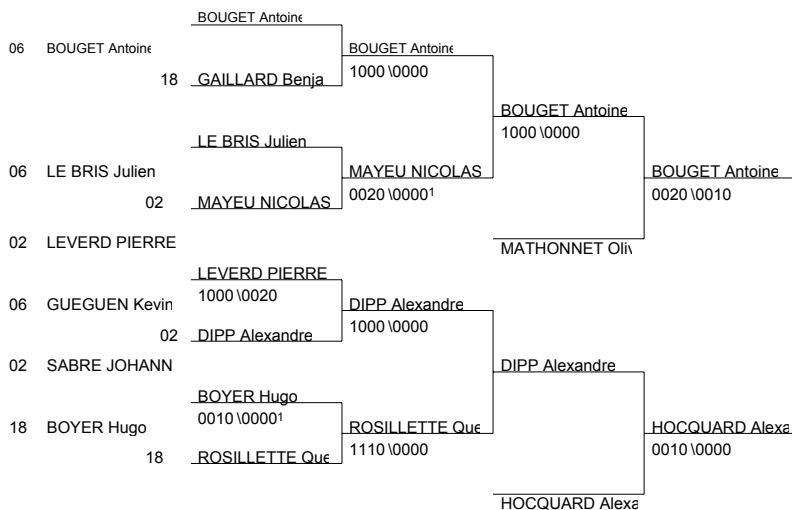 BOUGET Antoine
06 BOUGET Antoine BOUGET Antoine
18 GAILLARD Benja 1000 \0000
BOUGET Antoine
1000 \0000
LE BRIS Julien
06 LE BRIS Julien MAYEU NICOLAS BOUGET Antoine
02 MAYEU NICOLAS 0020 \0000¹ 0020 \0010
02 LEVERD PIERRE MATHONNET Oliv
LEVERD PIERRE
06 GUEGUEN Kevin 1000 \0020 DIPP Alexandre
02 DIPP Alexandre 1000 \0000
02 SABRE JOHANN DIPP Alexandre
BOYER Hugo
18 BOYER Hugo 0010 \0000¹ ROSILLETTE Que HOCQUARD Alexa
18 ROSILLETTE Que 1110 \0000 0010 \0000
HOCQUARD Alexa